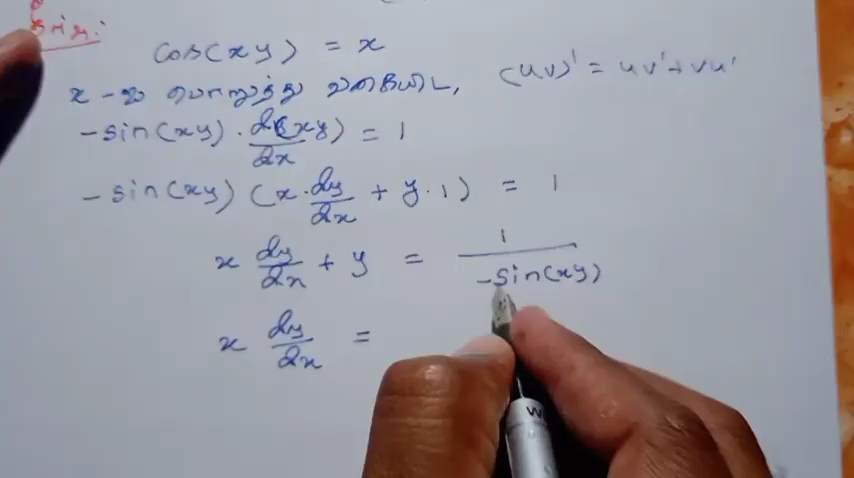 cos(xy) = x
x-ஐ பொறுத்து வகையிட, (uv)' = uv' + vu'
-sin(xy) · d(xy)/dx = 1
-sin(xy) (x · dy/dx + y · 1) = 1
x dy/dx + y = 1/-sin(xy)
x dy/dx =